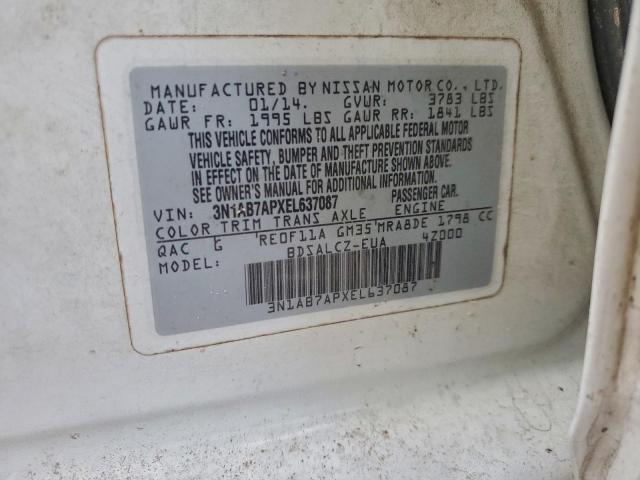 MANUFACTURED BY NISSAN MOTOR CO., LTD.
DATE: 01/14. GVWR: 3783 LBS
GAWR FR: 1995 LBS GAWR RR: 1841 LBS
THIS VEHICLE CONFORMS TO ALL APPLICABLE FEDERAL MOTOR
VEHICLE SAFETY, BUMPER AND THEFT PREVENTION STANDARDS
IN EFFECT ON THE DATE OF MANUFACTURE SHOWN ABOVE.
SEE OWNER'S MANUAL FOR ADDITIONAL INFORMATION.
VIN: 3N1AB7APXEL637087 PASSENGER CAR.
COLOR TRIM TRANS AXLE ENGINE
QAC G RE0F11A GM35 MRA8DE 1798 CC
MODEL: BDSALCZ-EUA 4Z000
3N1AB7APXEL637087